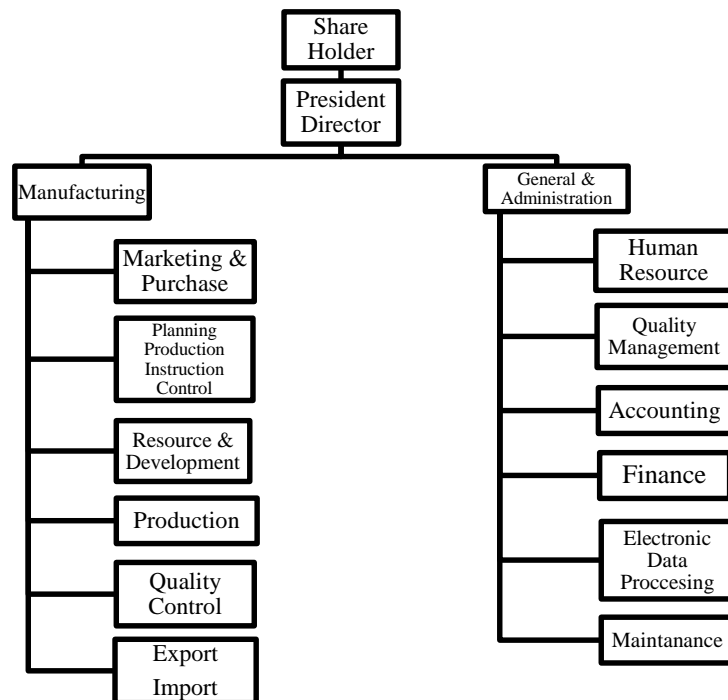 Share
Holder
President
Director
Manufacturing
Marketing &
Purchase
Planning
Production
Instruction
Control
Resource &
Development
Production
Quality
Control
Export
Import
General &
Administration
Human
Resource
Quality
Management
Accounting
Finance
Electronic
Data
Proccesing
Maintanance